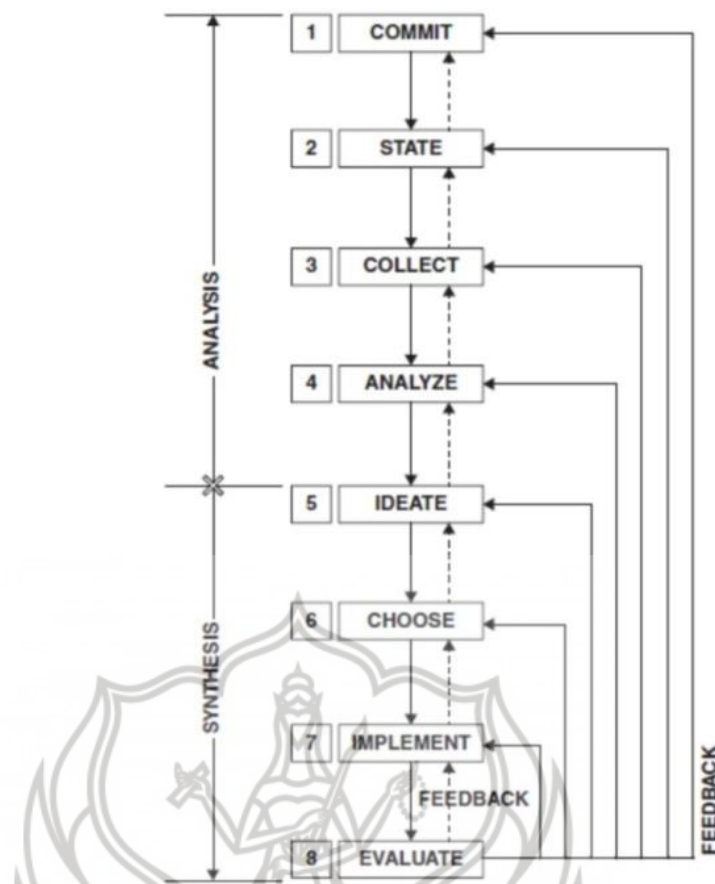 1 COMMIT
2 STATE
3 COLLECT
ANALYSIS
4 ANALYZE
5 IDEATE
6 CHOOSE
SYNTHESIS
7 IMPLEMENT
FEEDBACK
FEEDBACK
8 EVALUATE